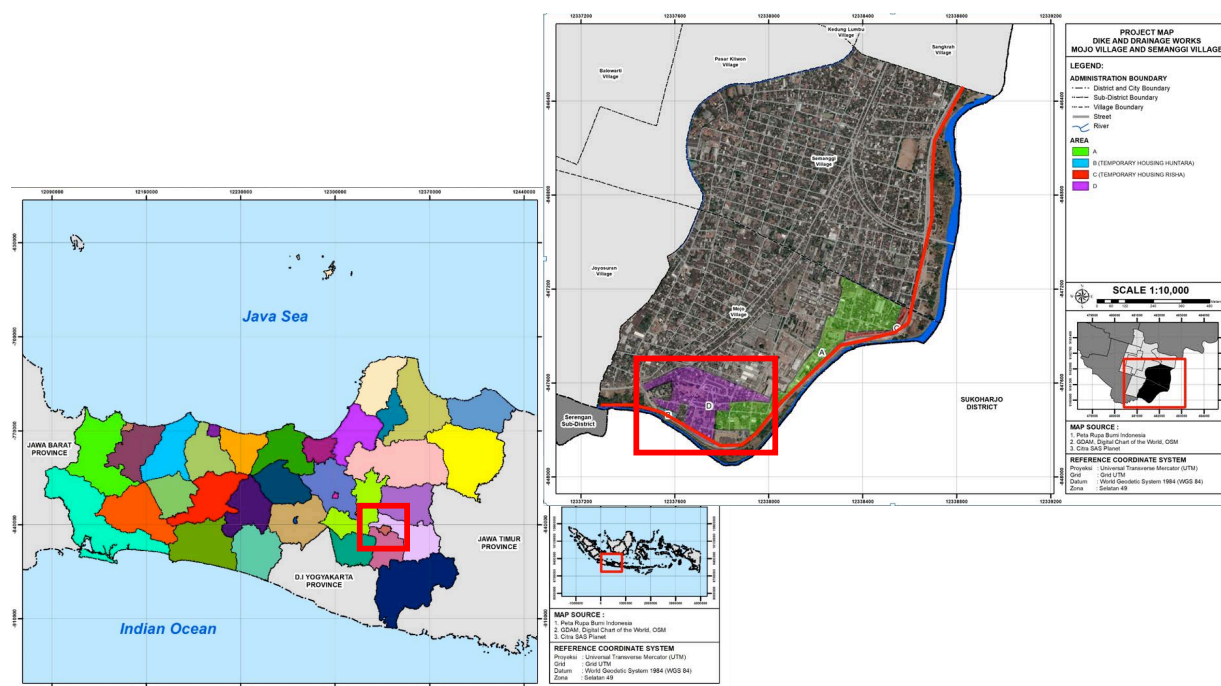 12337200
12337600
12338000
12338400
12338800
12339200
Kedung Lumbu
Village
Sangkrah
Village
Pasar Kliwon
Village
Balowarti
Village
Semanggi
Village
Joyosuran
Village
Mojo
Village
A
C
D
Serengan
Sub-District
SUKOHARJO
DISTRICT
12337200
12337600
12338000
12338400
12338800
12339200
PROJECT MAP
DIKE AND DRAINAGE WORKS
MOJO VILLAGE AND SEMANGGI VILLAGE
LEGEND:
ADMINISTRATION BOUNDARY
District and City Boundary
Sub-District Boundary
Village Boundary
Street
River
AREA
A
B (TEMPORARY HOUSING HUNTARA)
C (TEMPORARY HOUSING RISHA)
D
SCALE 1:10,000
MAP SOURCE :
1. Peta Rupa Bumi Indonesia
2. GDAM, Digital Chart of the World, OSM
3. Citra SAS Planet
REFERENCE COORDINATE SYSTEM
Proyeksi : Universal Transverse Mercator (UTM)
Grid : Grid UTM
Datum : World Geodetic System 1984 (WGS 84)
Zona : Selatan 49
12090000
12160000
12230000
12300000
12370000
12440000
Java Sea
JAWA BARAT
PROVINCE
JAWA TIMUR
PROVINCE
D.I YOGYAKARTA
PROVINCE
Indian Ocean
MAP SOURCE :
1. Peta Rupa Bumi Indonesia
2. GDAM, Digital Chart of the World, OSM
3. Citra SAS Planet
REFERENCE COORDINATE SYSTEM
Proyeksi : Universal Transverse Mercator (UTM)
Grid : Grid UTM
Datum : World Geodetic System 1984 (WGS 84)
Zona : Selatan 49